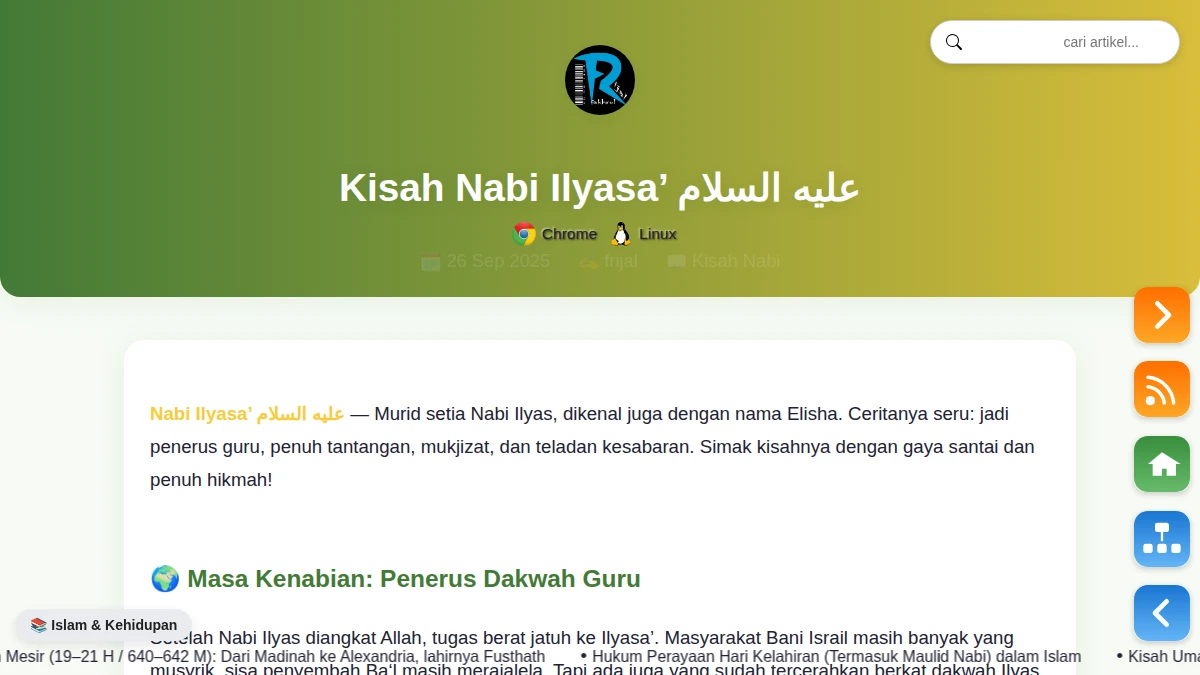 cari artikel...
Kisah Nabi Ilyasa’ عليه السلام
Chrome Linux
26 Sep 2025 frijal Kisah Nabi
Nabi Ilyasa’ عليه السلام — Murid setia Nabi Ilyas, dikenal juga dengan nama Elisha. Ceritanya seru: jadi
penerus guru, penuh tantangan, mukjizat, dan teladan kesabaran. Simak kisahnya dengan gaya santai dan
penuh hikmah!
Masa Kenabian: Penerus Dakwah Guru
Setelah Nabi Ilyas diangkat Allah, tugas berat jatuh ke Ilyasa’. Masyarakat Bani Israil masih banyak yang
Islam & Kehidupan
Mesir (19–21 H / 640–642 M): Dari Madinah ke Alexandria, lahirnya Fusthath • Hukum Perayaan Hari Kelahiran (Termasuk Maulid Nabi) dalam Islam • Kisah
musyrik, sisa penyembah Ba‘l masih merajalela. Tapi ada juga yang sudah tercerahkan berkat dakwah Ilyas